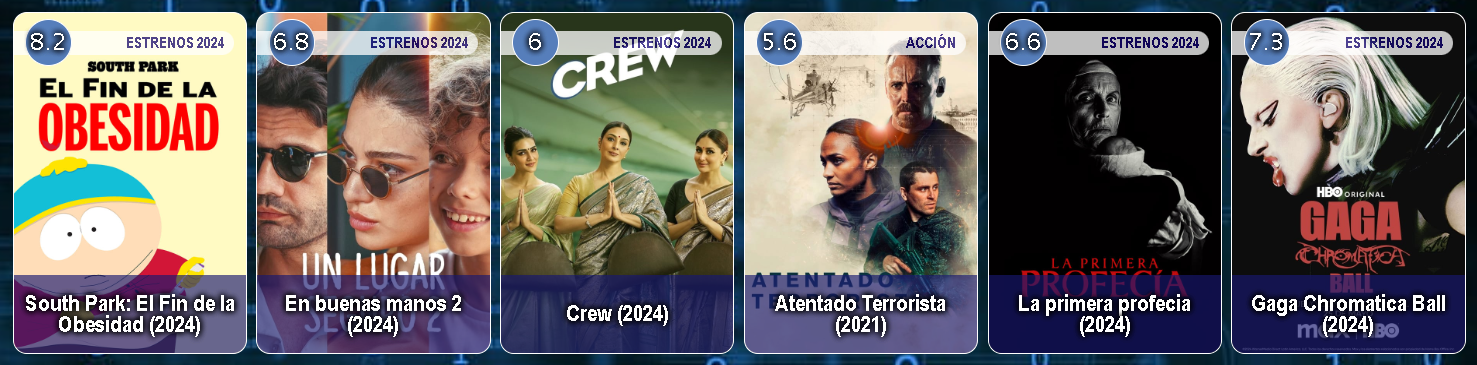 8.2
ESTRENOS 2024
SOUTH PARK
EL FIN DE LA
OBESIDAD
South Park: El Fin de la
Obesidad (2024)
6.8
ESTRENOS 2024
UN LUGAR
En buenas manos 2
(2024)
6
ESTRENOS 2024
CREW
Crew (2024)
5.6
ACCIÓN
ATENTADO
Atentado Terrorista
(2021)
6.6
ESTRENOS 2024
LA PRIMERA
PROFECÍA
La primera profecia
(2024)
7.3
ESTRENOS 2024
HBO ORIGINAL
GAGA
CHROMATICA
BALL
Gaga Chromatica Ball
(2024)